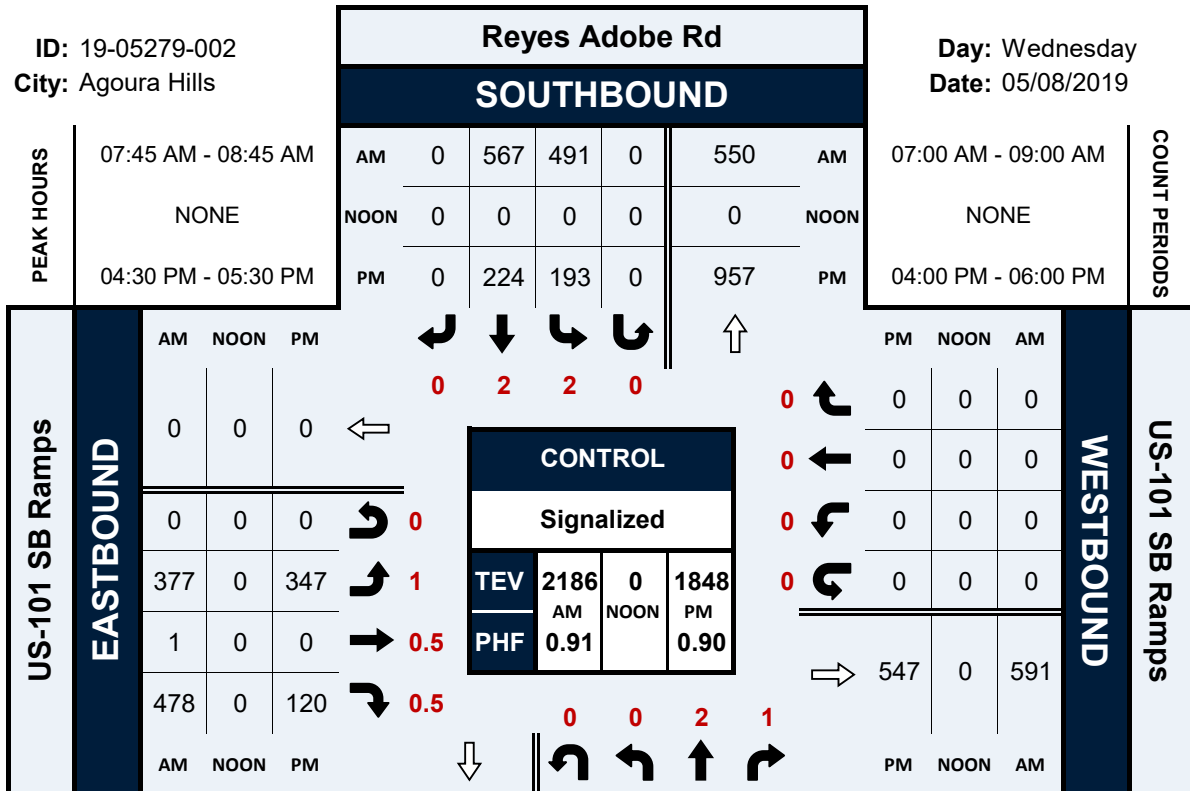 Reyes Adobe Rd
SOUTHBOUND
ID: 19-05279-002
City: Agoura Hills
Day: Wednesday
Date: 05/08/2019
PEAK HOURS
07:45 AM - 08:45 AM
NONE
04:30 PM - 05:30 PM
AM 0 567 491 0 550 AM
NOON 0 0 0 0 0 NOON
PM 0 224 193 0 957 PM
07:00 AM - 09:00 AM
NONE
04:00 PM - 06:00 PM
COUNT PERIODS
0 2 2 0
US-101 SB Ramps
EASTBOUND
AM NOON PM
0 0 0
0 0 0 0
377 0 347 1
1 0 0 0.5
478 0 120 0.5
AM NOON PM
CONTROL
Signalized
TEV 2186 0 1848
AM NOON PM
PHF 0.91 0.90
PM NOON AM
0 0 0 0
0 0 0 0
0 0 0 0
0 0 0 0
547 0 591
PM NOON AM
WESTBOUND
US-101 SB Ramps
0 0 2 1